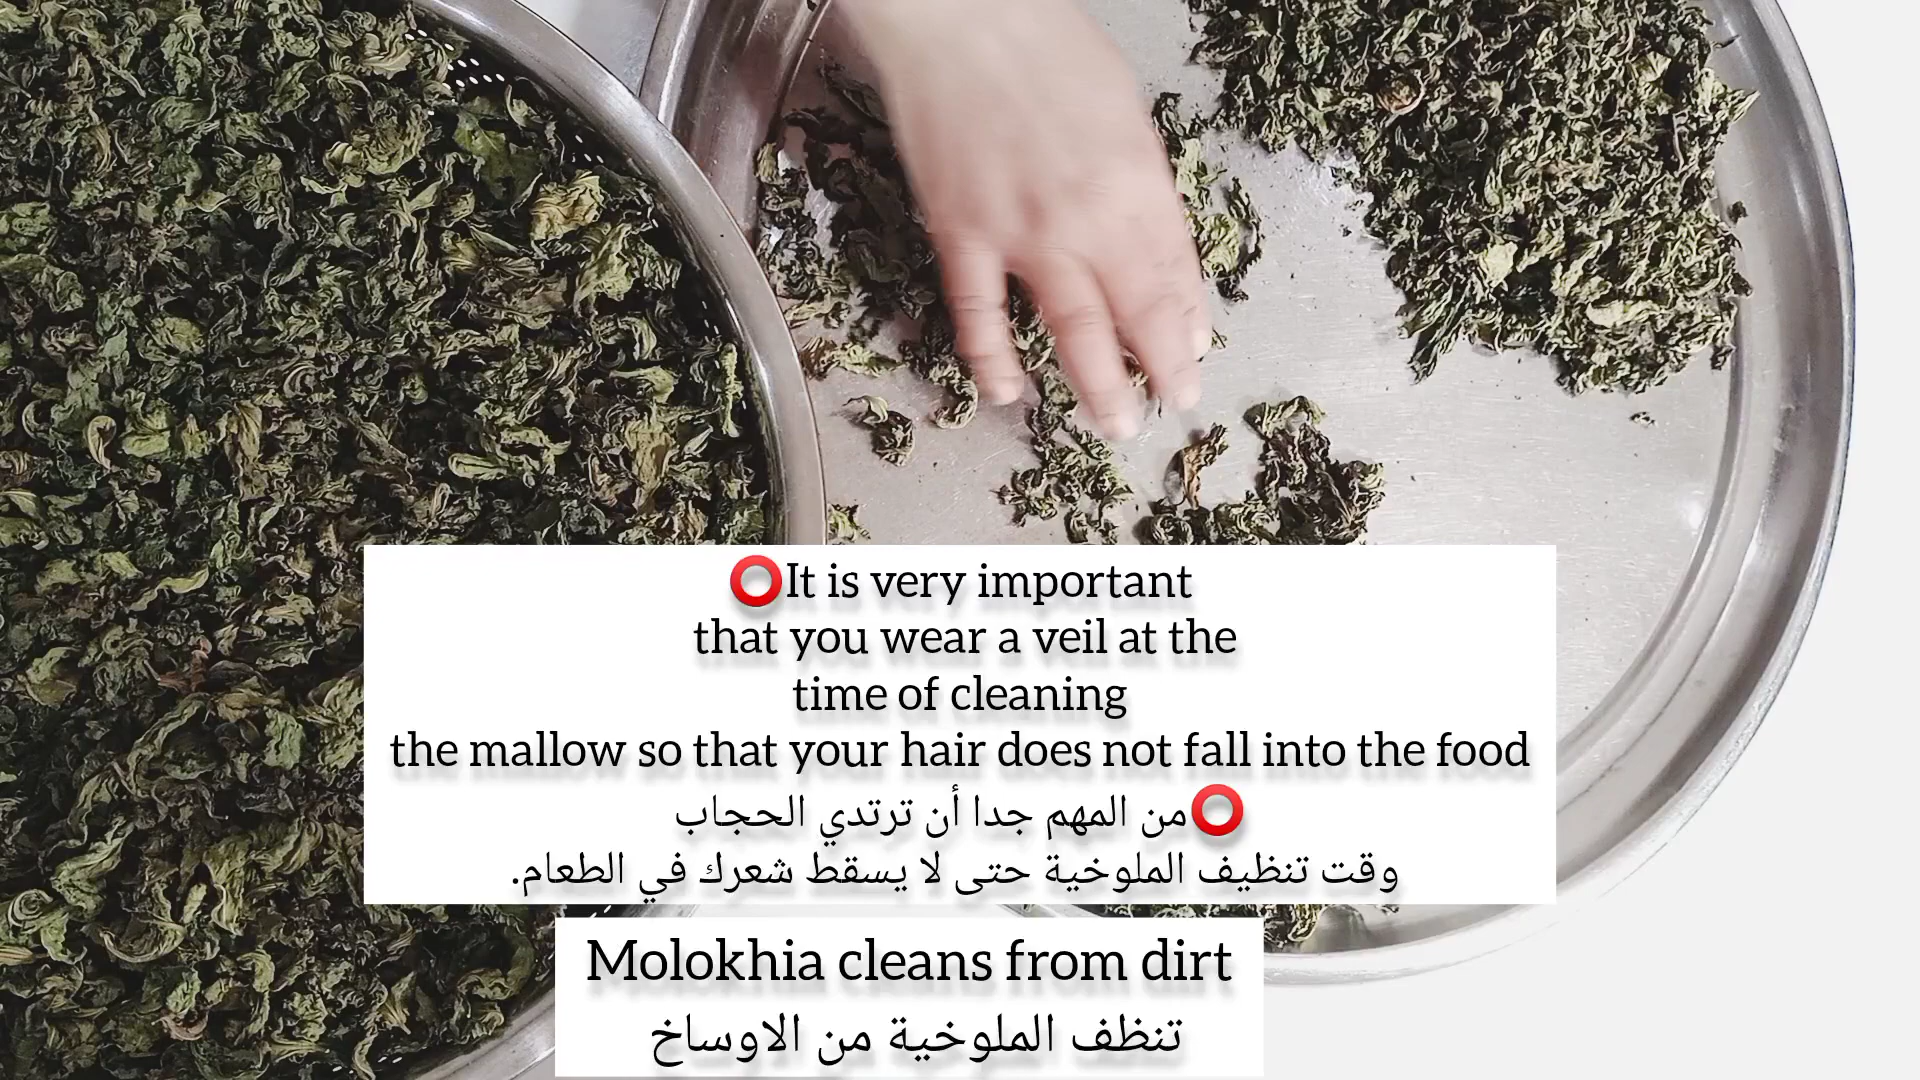 ⭕It is very important
that you wear a veil at the
time of cleaning
the mallow so that your hair does not fall into the food
⭕من المهم جدا أن ترتدي الحجاب
وقت تنظيف الملوخية حتى لا يسقط شعرك في الطعام.
Molokhia cleans from dirt
تنظف الملوخية من الاوساخ